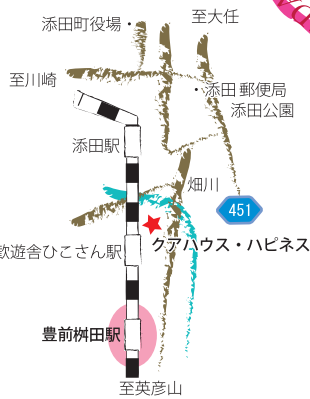 至大任
添田町役場
至川崎
添田郵便局
添田公園
添田駅
畑川
451
クアハウス・ハピネス
歓遊舎ひこさん駅
豊前桝田駅
至英彦山